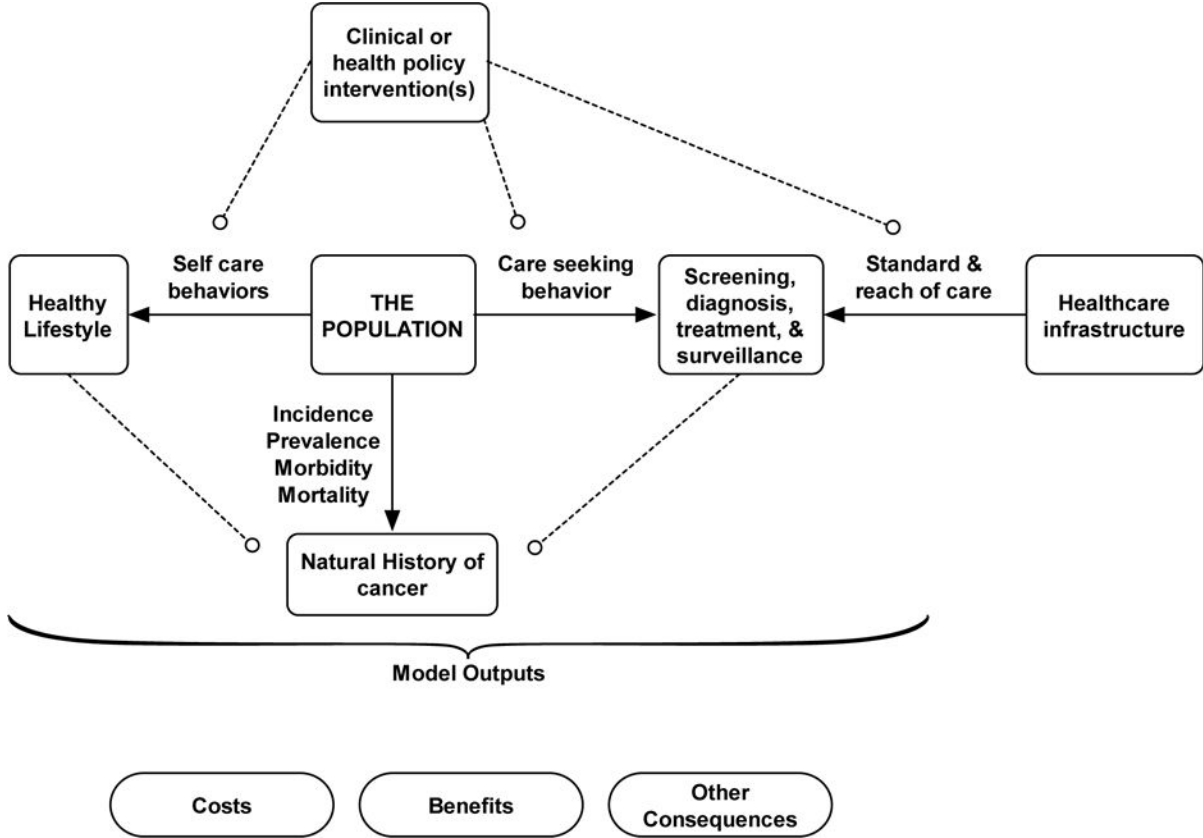 Clinical or
health policy
intervention(s)
Healthy
Lifestyle
Self care
behaviors
THE
POPULATION
Care seeking
behavior
Screening,
diagnosis,
treatment, &
surveillance
Standard &
reach of care
Healthcare
infrastructure
Incidence
Prevalence
Morbidity
Mortality
Natural History of
cancer
Model Outputs
Costs
Benefits
Other
Consequences